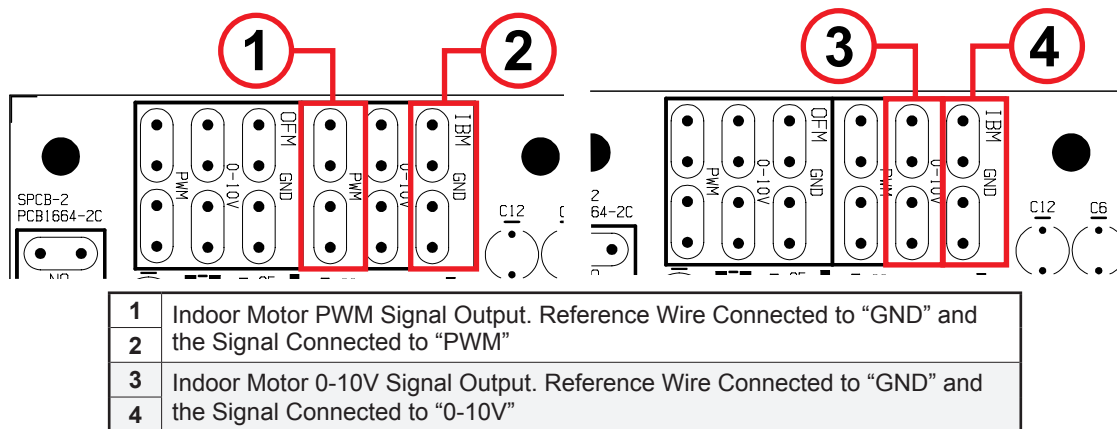 1
2
3
4
OFM
IBM
PWM
0-10V
GND
PWM
0-10V
GND
OFM
IBM
PWM
0-10V
GND
PWM
0-10V
GND
SPCB-2
PCB1664-2C
C12
2
64-2C
C12
C6
1
Indoor Motor PWM Signal Output. Reference Wire Connected to “GND” and
2
the Signal Connected to “PWM”
3
Indoor Motor 0-10V Signal Output. Reference Wire Connected to “GND” and
4
the Signal Connected to “0-10V”